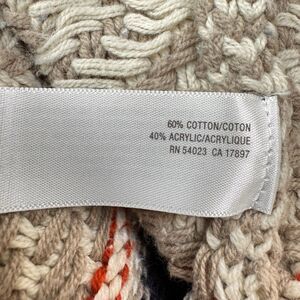 60% COTTON/COTON
40% ACRYLIC/ACRYLIQUE
RN 54023 CA 17897